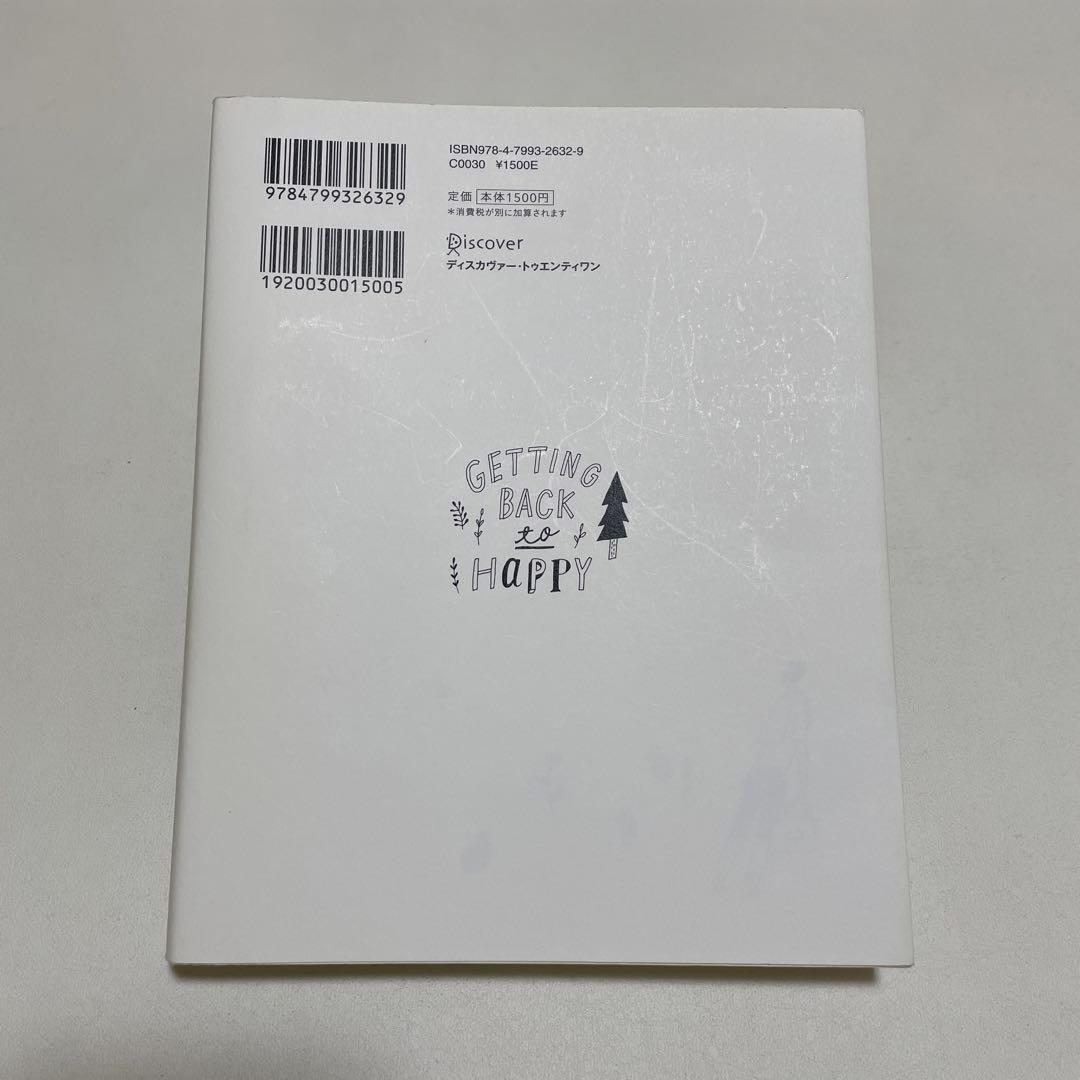 9784799326329
1920030015005
ISBN978-4-7993-2632-9
C0030 ¥1500E
定価 本体1500円
*消費税が別に加算されます
Discover
ディスカヴァー・トゥエンティワン
GETTING
BACK
to
HAPPY